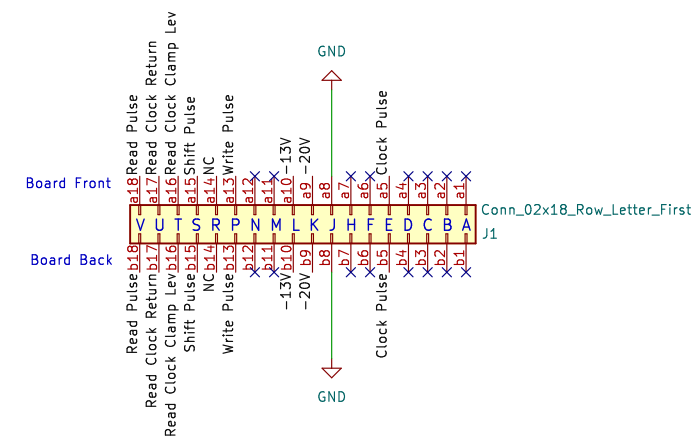 GND
Read Pulse
Read Clock Return
Read Clock Clamp Lev
Shift Pulse
NC
Write Pulse
-13V
-20V
Clock Pulse
Board Front
a18 a17 a16 a15 a14 a13 a12 a11 a10 a9 a8 a7 a6 a5 a4 a3 a2 a1
Conn_02x18_Row_Letter_First
V U T S R P N M L K J H F E D C B A
J1
Board Back
b18 b17 b16 b15 b14 b13 b12 b11 b10 b9 b8 b7 b6 b5 b4 b3 b2 b1
Read Pulse
Read Clock Return
Read Clock Clamp Lev
Shift Pulse
NC
Write Pulse
-13V
-20V
Clock Pulse
GND